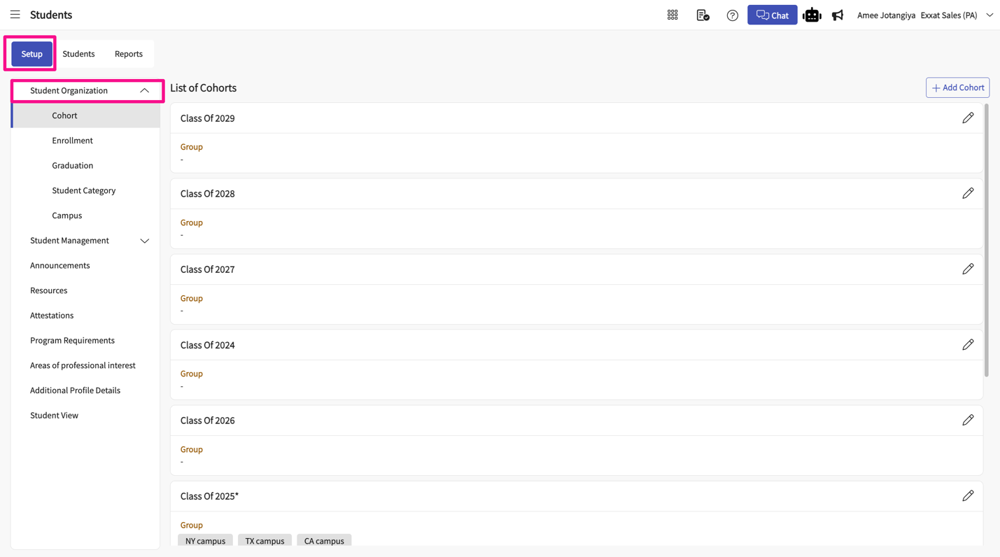 Students
Chat
Amee Jotangiya Exxat Sales (PA)
Setup
Students
Reports
Student Organization
Cohort
Enrollment
Graduation
Student Category
Campus
Student Management
Announcements
Resources
Attestations
Program Requirements
Areas of professional interest
Additional Profile Details
Student View
List of Cohorts
+ Add Cohort
Class Of 2029
Group
-
Class Of 2028
Group
-
Class Of 2027
Group
-
Class Of 2024
Group
-
Class Of 2026
Group
-
Class Of 2025*
Group
NY campus TX campus CA campus